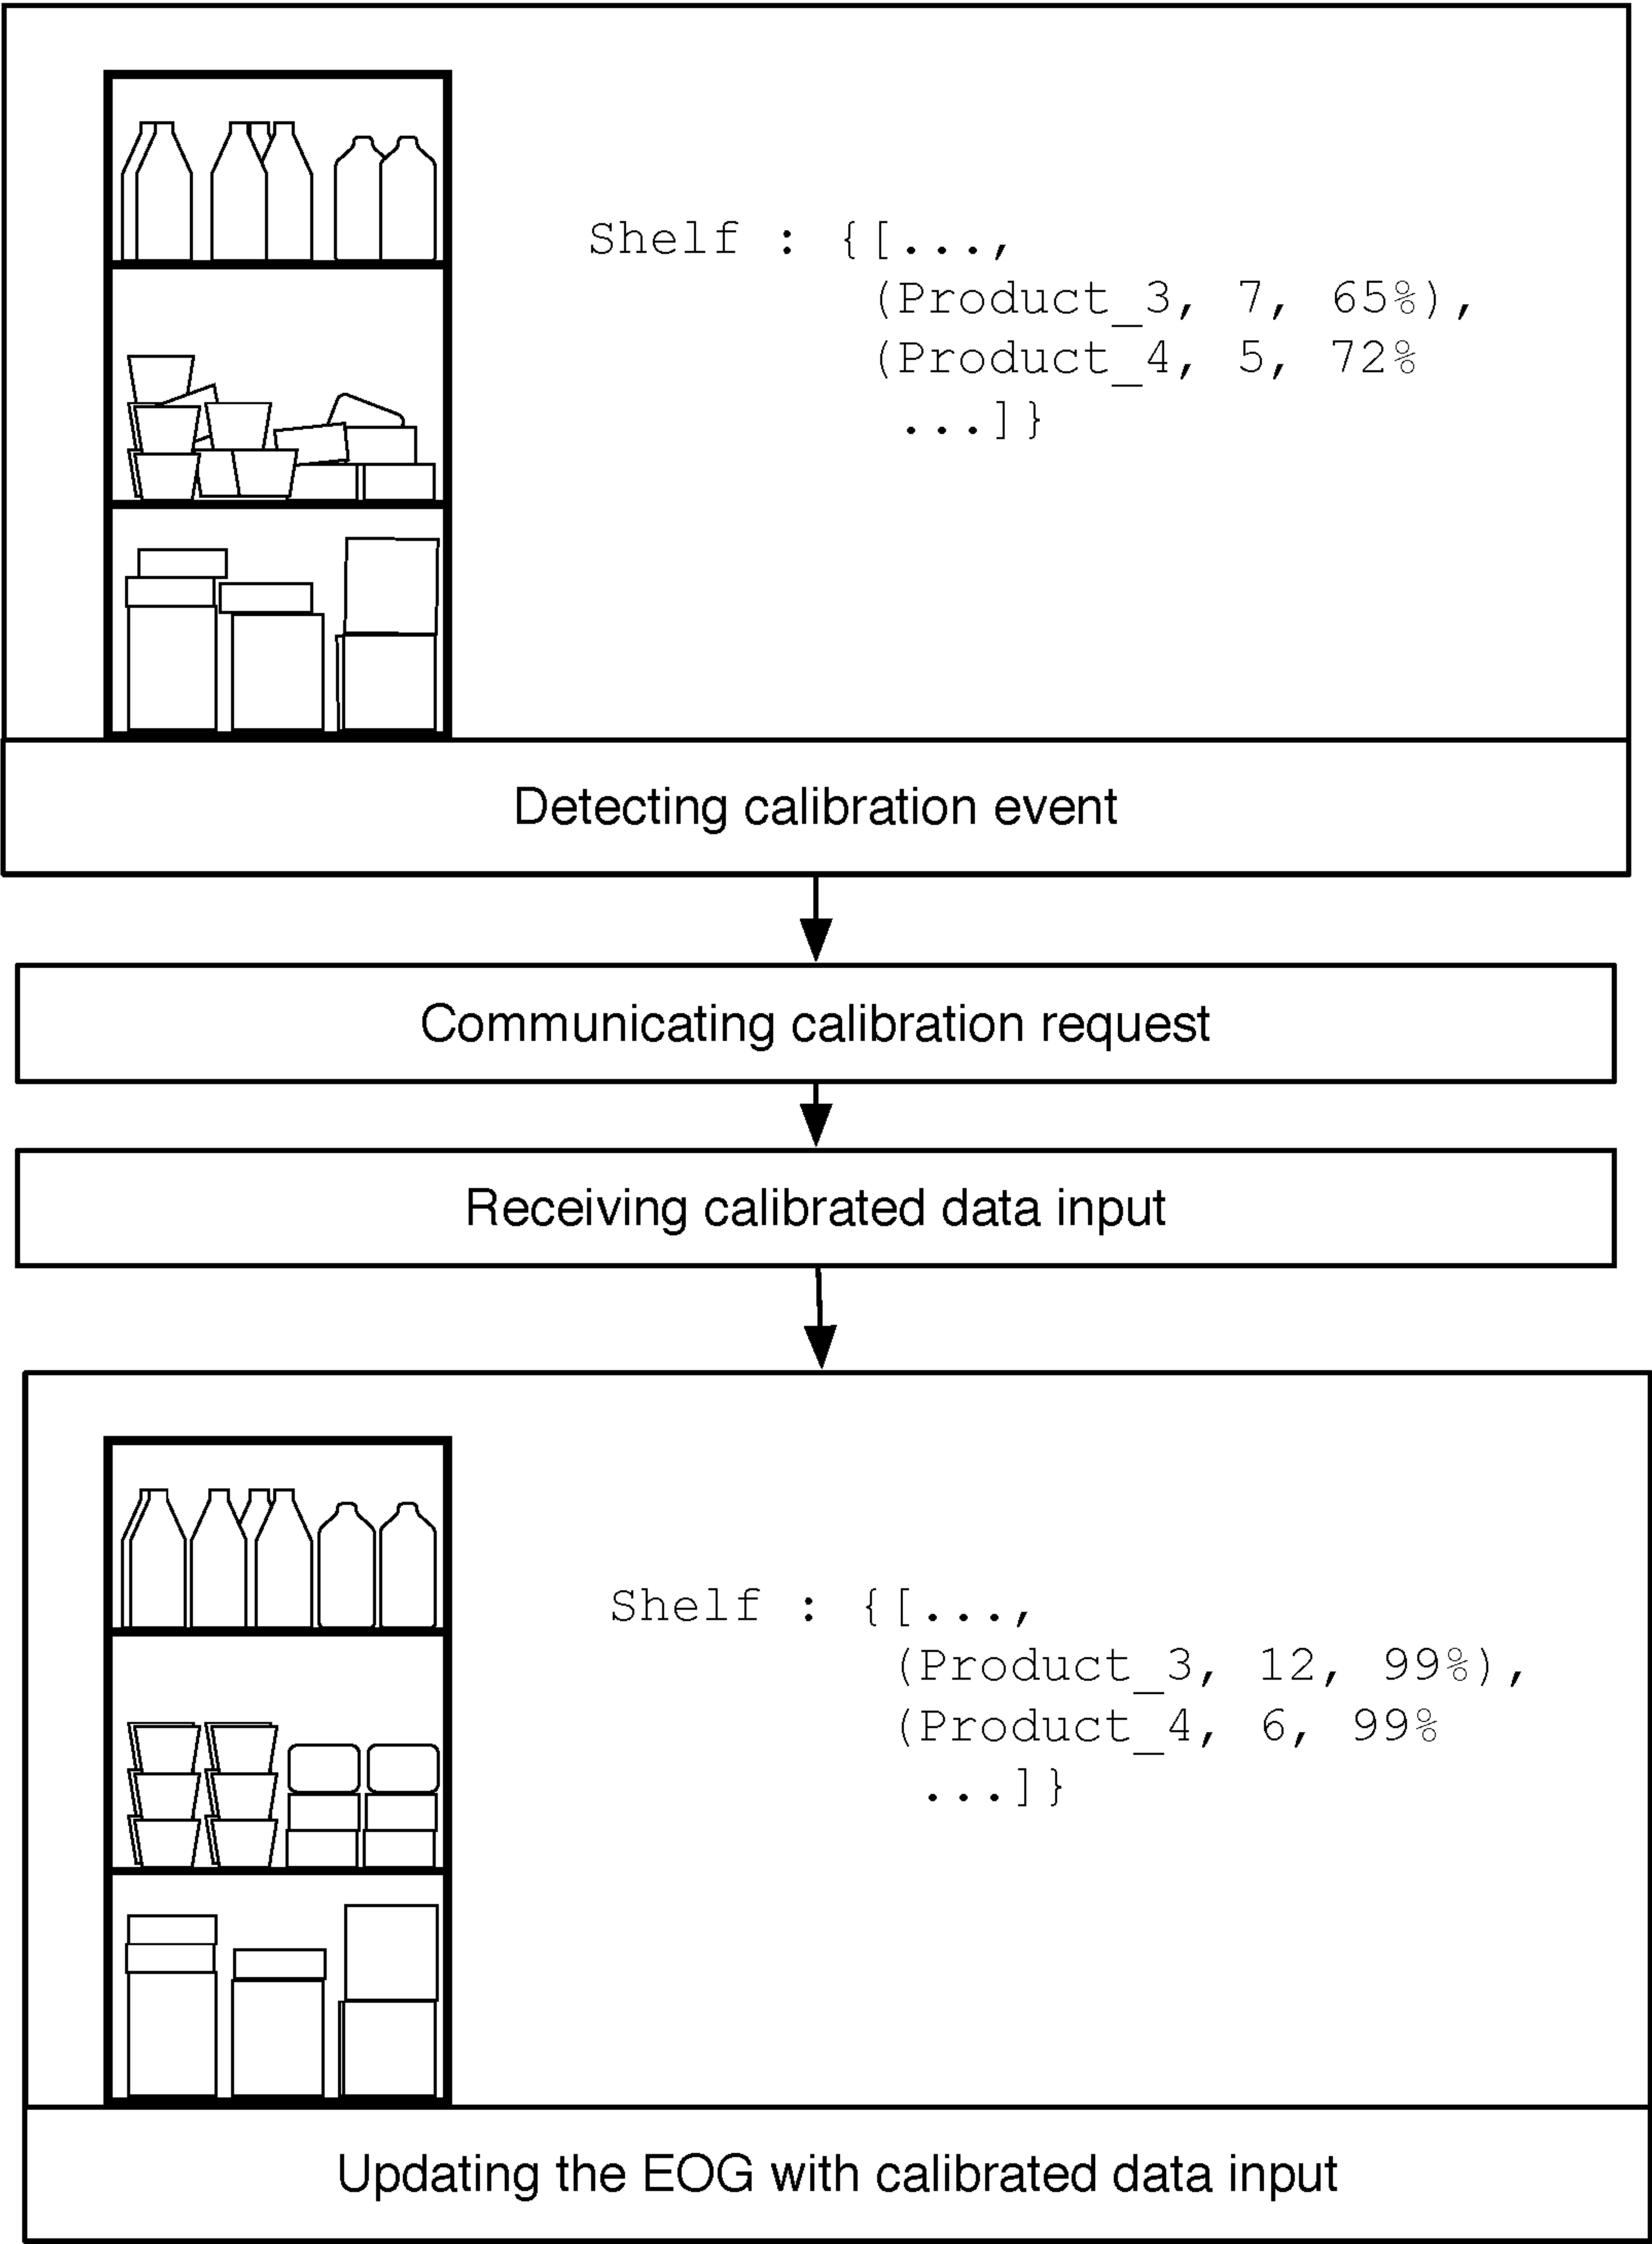 Shelf : {[...,
(Product_3, 7, 65%),
(Product_4, 5, 72%
...]}
Detecting calibration event
Communicating calibration request
Receiving calibrated data input
Shelf : {[...,
(Product_3, 12, 99%),
(Product_4, 6, 99%
...]}
Updating the EOG with calibrated data input